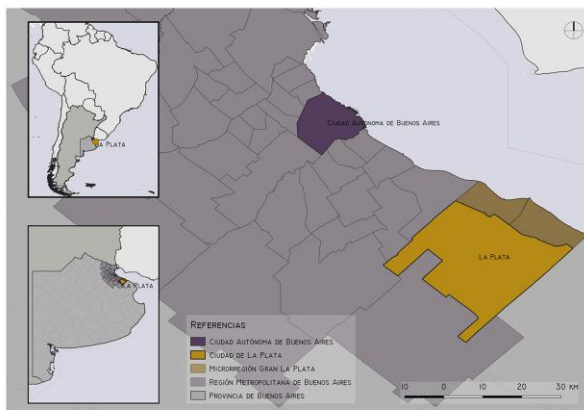 LA PLATA
LA PLATA
CIUDAD AUTÓNOMA DE BUENOS AIRES
LA PLATA
REFERENCIAS
CIUDAD AUTÓNOMA DE BUENOS AIRES
CIUDAD DE LA PLATA
MICRORREGIÓN GRAN LA PLATA
REGIÓN METROPOLITANA DE BUENOS AIRES
PROVINCIA DE BUENOS AIRES
10 0 10 20 30 KM